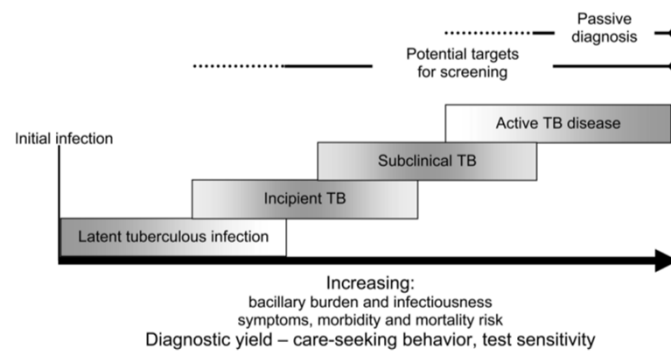 Passive
diagnosis
Potential targets
for screening
Active TB disease
Initial infection
Subclinical TB
Incipient TB
Latent tuberculous infection
Increasing:
bacillary burden and infectiousness
symptoms, morbidity and mortality risk
Diagnostic yield – care-seeking behavior, test sensitivity